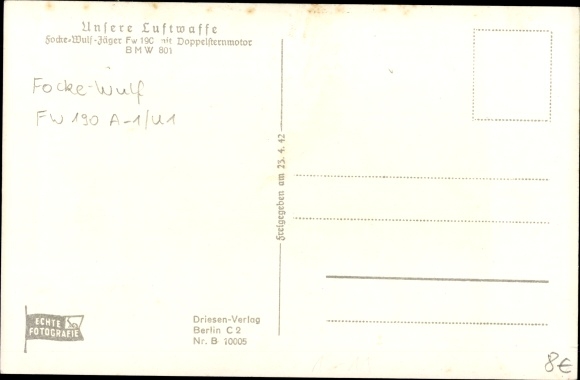 Unsere Luftwaffe
Focke-Wulf-Jäger Fw 190 mit Doppelsternmotor
BMW 801
Focke-Wulf
FW 190 A-1/U1
Freigegeben am 23. 4. 42
ECHTE
FOTOGRAFIE
Driesen-Verlag
Berlin C 2
Nr. B 10005
8€